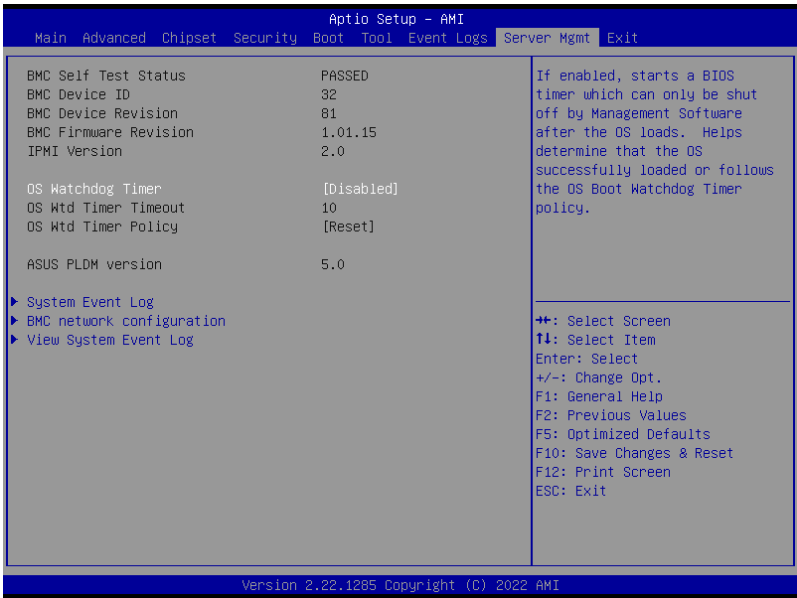 Aptio Setup – AMI
Main Advanced Chipset Security Boot Tool Event Logs Server Mgmt Exit
BMC Self Test Status PASSED
BMC Device ID 32
BMC Device Revision 81
BMC Firmware Revision 1.01.15
IPMI Version 2.0
OS Watchdog Timer [Disabled]
OS Wtd Timer Timeout 10
OS Wtd Timer Policy [Reset]
ASUS PLDM version 5.0
System Event Log
BMC network configuration
View System Event Log
If enabled, starts a BIOS
timer which can only be shut
off by Management Software
after the OS loads. Helps
determine that the OS
successfully loaded or follows
the OS Boot Watchdog Timer
policy.
→←: Select Screen
↑↓: Select Item
Enter: Select
+/-: Change Opt.
F1: General Help
F2: Previous Values
F5: Optimized Defaults
F10: Save Changes & Reset
F12: Print Screen
ESC: Exit
Version 2.22.1285 Copyright (C) 2022 AMI